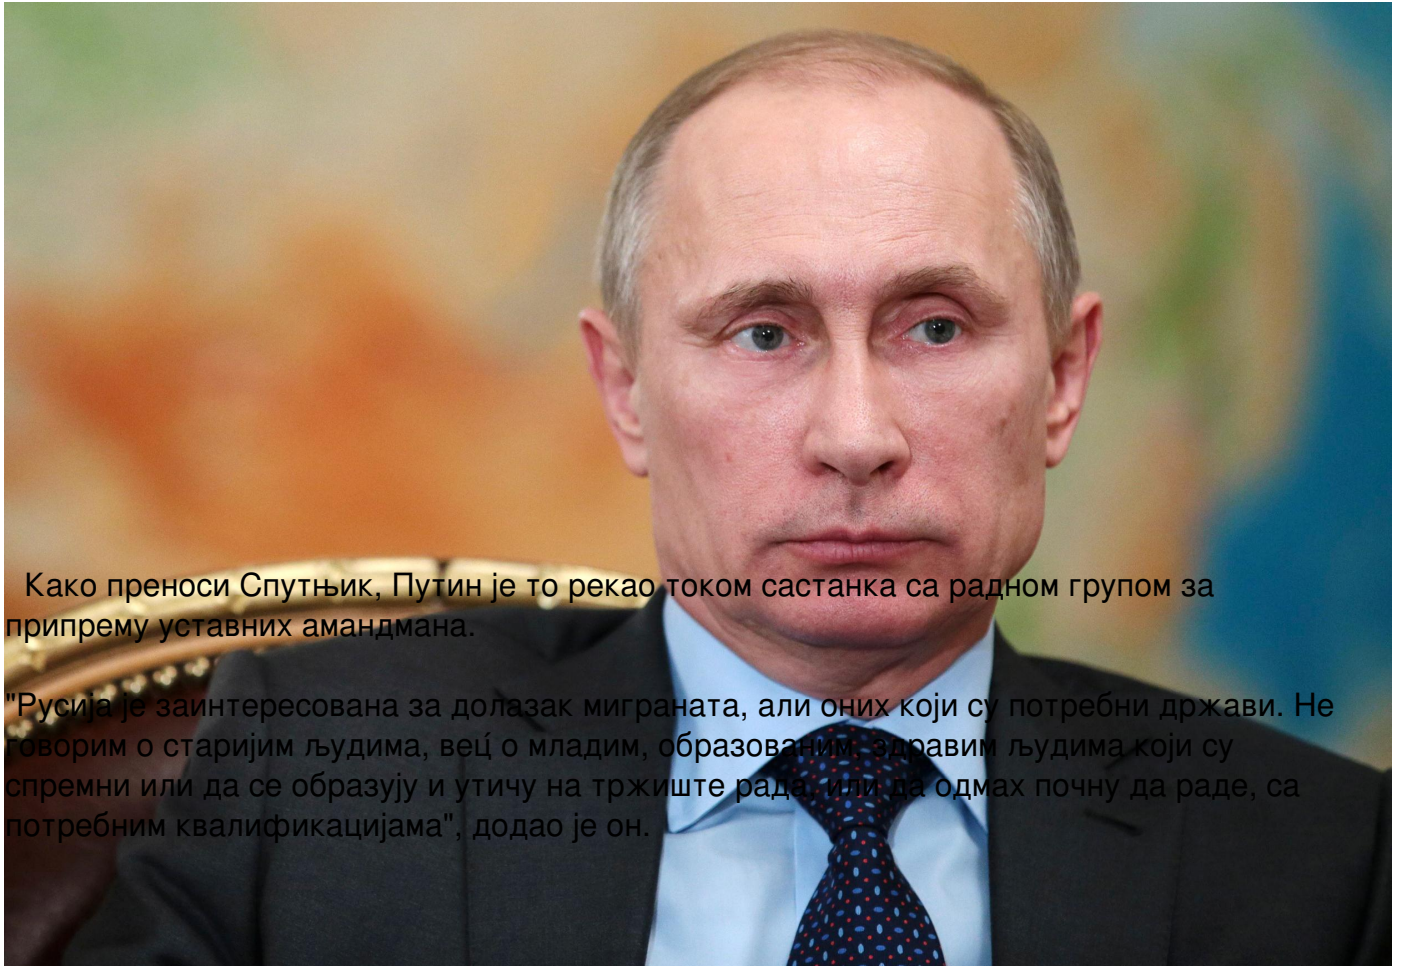 Како преноси Спутњик, Путин је то рекао током састанка са радном групом за
припрему уставних амандмана.
"Русија је заинтересована за долазак миграната, али оних који су потребни држави. Не
говорим о старијим људима, већ о младим, образованим, здравим људима који су
спремни или да се образују и утичу на тржиште рада, или да одмах почну да раде, са
потребним квалификацијама", додао је он.